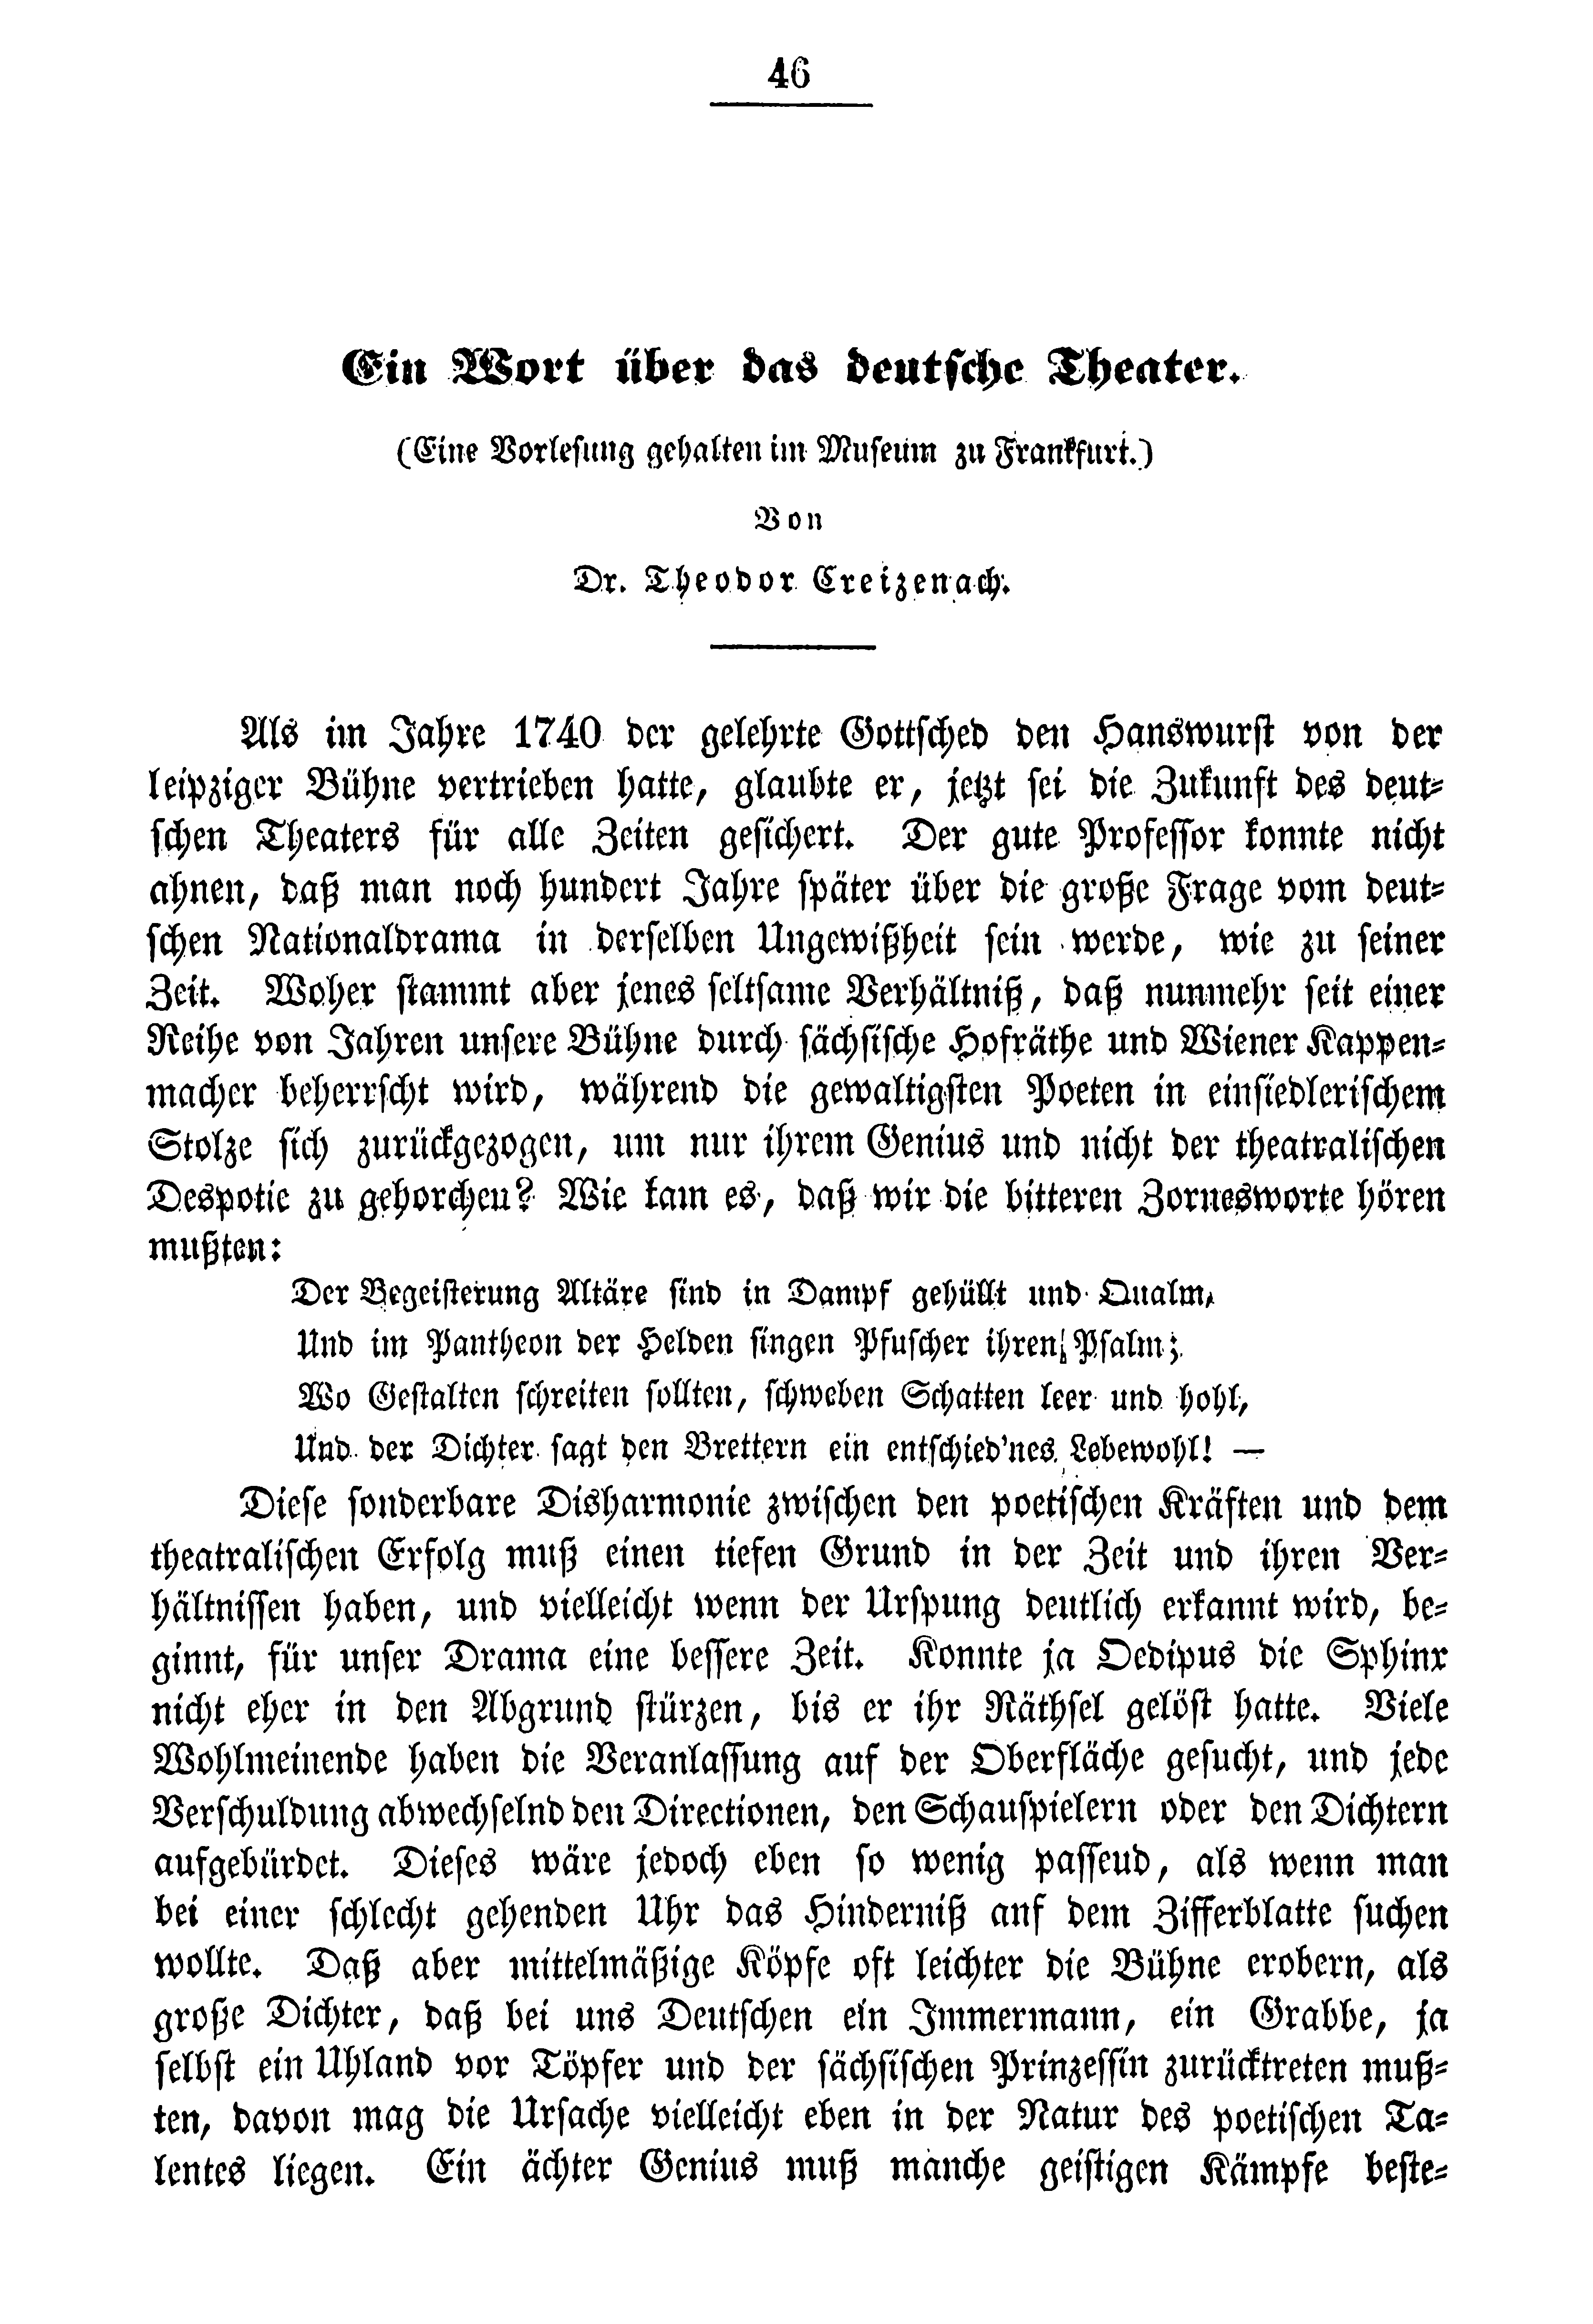 46
Ein Wort über das deutsche Theater.
(Eine Vorlesung gehalten im Museum zu Frankfurt.)
Von
Dr. Theodor Creizenach.
Als im Jahre 1740 der gelehrte Gottsched den Hanswurst von der
leipziger Bühne vertrieben hatte, glaubte er, jetzt sei die Zukunft des deut-
schen Theaters für alle Zeiten gesichert. Der gute Professor konnte nicht
ahnen, daß man noch hundert Jahre später über die große Frage vom deut-
schen Nationaldrama in derselben Ungewißheit sein werde, wie zu seiner
Zeit. Woher stammt aber jenes seltsame Verhältniß, daß nunmehr seit einer
Reihe von Jahren unsere Bühne durch sächsische Hofräthe und Wiener Kappen-
macher beherrscht wird, während die gewaltigsten Poeten in einsiedlerischem
Stolze sich zurückgezogen, um nur ihrem Genius und nicht der theatralischen
Despotie zu gehorchen? Wie kam es, daß wir die bitteren Zornesworte hören
mußten:
Der Begeisterung Altäre sind in Dampf gehüllt und Qualm,
Und im Pantheon der Helden singen Pfuscher ihren Psalm;
Wo Gestalten schreiten sollten, schweben Schatten leer und hohl,
Und der Dichter sagt den Brettern ein entschied'nes Lebewohl! —
Diese sonderbare Disharmonie zwischen den poetischen Kräften und dem
theatralischen Erfolg muß einen tiefen Grund in der Zeit und ihren Ver-
hältnissen haben, und vielleicht wenn der Urspung deutlich erkannt wird, be-
ginnt, für unser Drama eine bessere Zeit. Konnte ja Oedipus die Sphinx
nicht eher in den Abgrund stürzen, bis er ihr Räthsel gelöst hatte. Viele
Wohlmeinende haben die Veranlassung auf der Oberfläche gesucht, und jede
Verschuldung abwechselnd den Directionen, den Schauspielern oder den Dichtern
aufgebürdet. Dieses wäre jedoch eben so wenig passend, als wenn man
bei einer schlecht gehenden Uhr das Hinderniß auf dem Zifferblatte suchen
wollte. Daß aber mittelmäßige Köpfe oft leichter die Bühne erobern, als
große Dichter, daß bei uns Deutschen ein Immermann, ein Grabbe, ja
selbst ein Uhland vor Töpfer und der sächsischen Prinzessin zurücktreten muß-
ten, davon mag die Ursache vielleicht eben in der Natur des poetischen Ta-
lentes liegen. Ein ächter Genius muß manche geistigen Kämpfe beste-